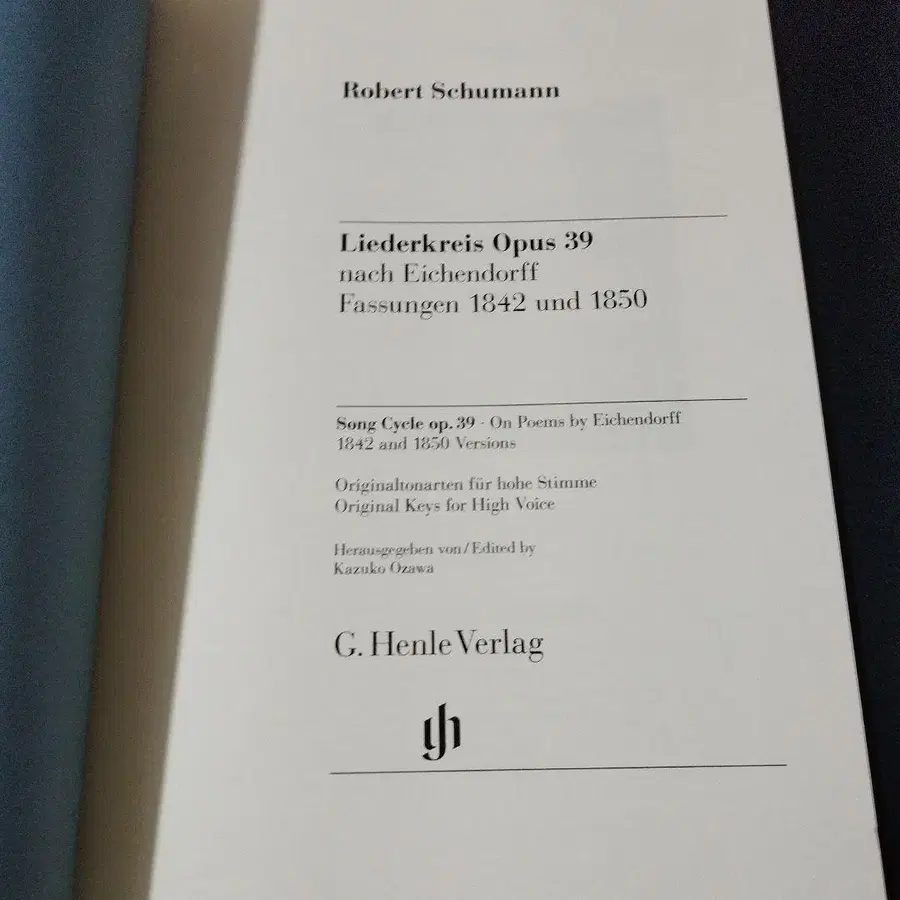 Robert Schumann
Liederkreis Opus 39
nach Eichendorff
Fassungen 1842 und 1850
Song Cycle op. 39 · On Poems by Eichendorff
1842 and 1850 Versions
Originaltonarten für hohe Stimme
Original Keys for High Voice
Herausgegeben von/Edited by
Kazuko Ozawa
G. Henle Verlag